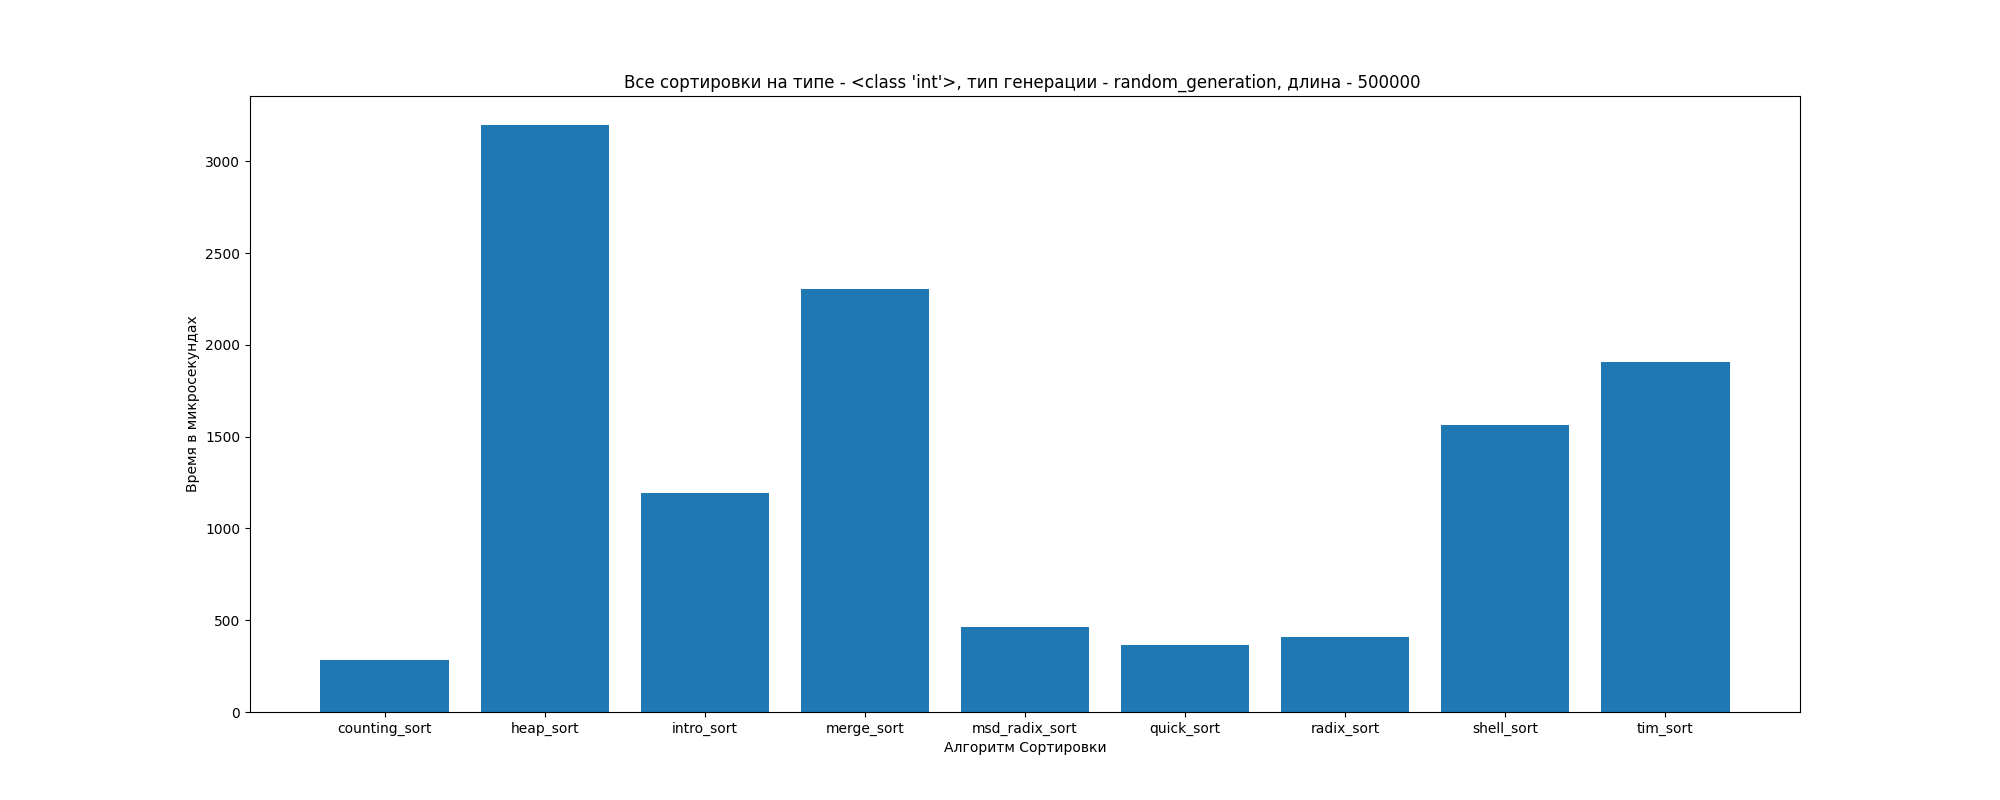 Все сортировки на типе - <class 'int'>, тип генерации - random_generation, длина - 500000
Время в микросекундах
3000
2500
2000
1500
1000
500
0
counting_sort
heap_sort
intro_sort
merge_sort
msd_radix_sort
quick_sort
radix_sort
shell_sort
tim_sort
Алгоритм Сортировки